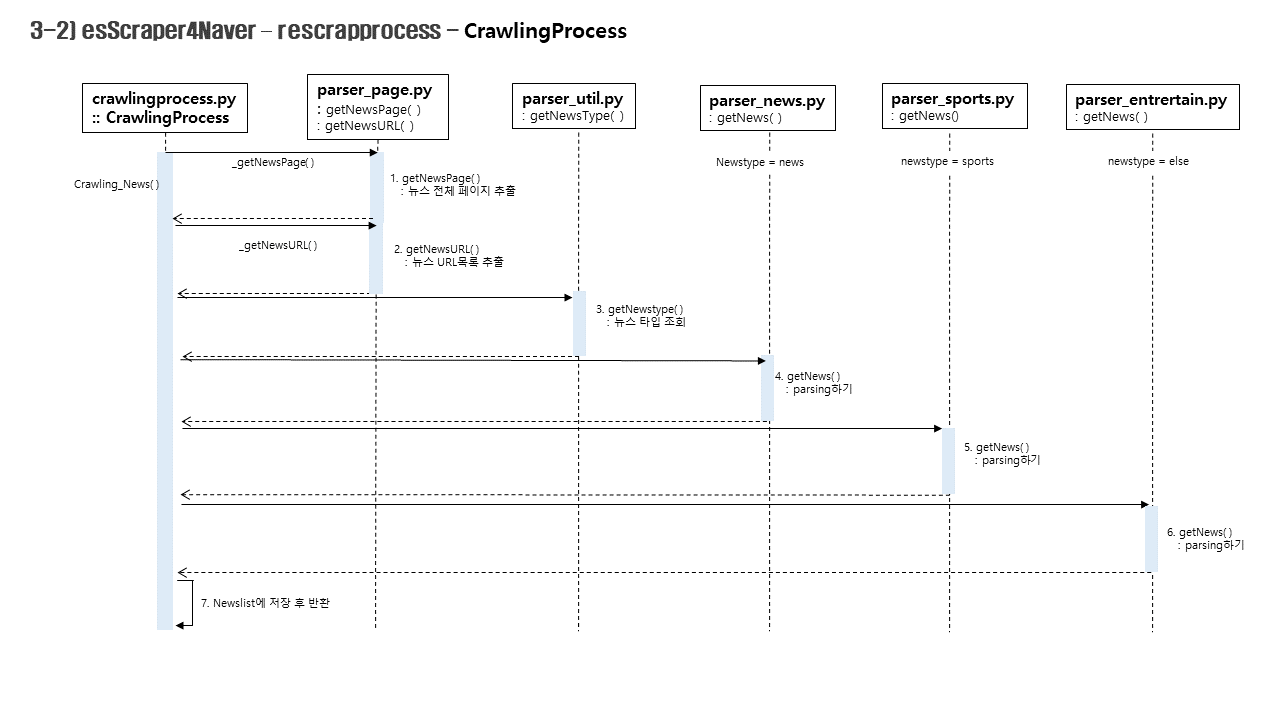 3-2) esScraper4Naver – rescrapprocess – CrawlingProcess
crawlingprocess.py
:: CrawlingProcess
parser_page.py
: getNewsPage( )
: getNewsURL( )
parser_util.py
: getNewsType( )
parser_news.py
: getNews( )
parser_sports.py
: getNews()
parser_entrertain.py
: getNews( )
_getNewsPage()
Newstype = news
newstype = sports
newstype = else
Crawling_News()
1. getNewsPage()
: 뉴스 전체 페이지 추출
_getNewsURL()
2. getNewsURL()
: 뉴스 URL목록 추출
3. getNewstype()
: 뉴스 타입 조회
4. getNews()
: parsing하기
5. getNews()
: parsing하기
6. getNews()
: parsing하기
7. Newslist에 저장 후 반환